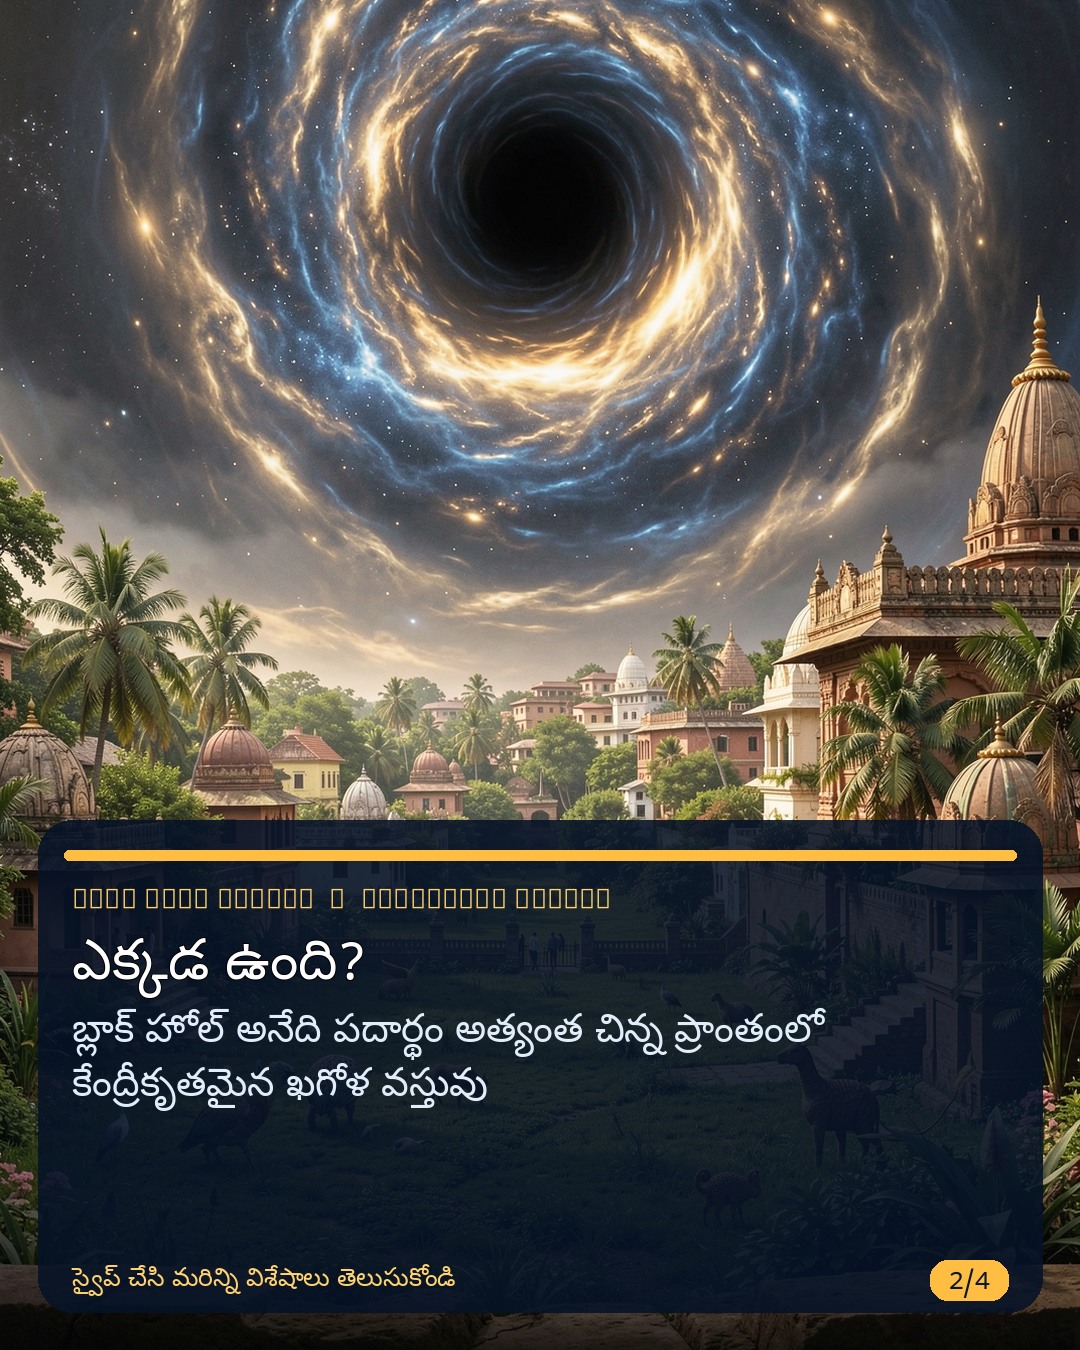 ఎక్కడ ఉంది?
బ్లాక్ హోల్ అనేది పదార్థం అత్యంత చిన్న ప్రాంతంలో
కేంద్రీకృతమైన ఖగోళ వస్తువు
స్వైప్ చేసి మరిన్ని విశేషాలు తెలుసుకోండి
2/4